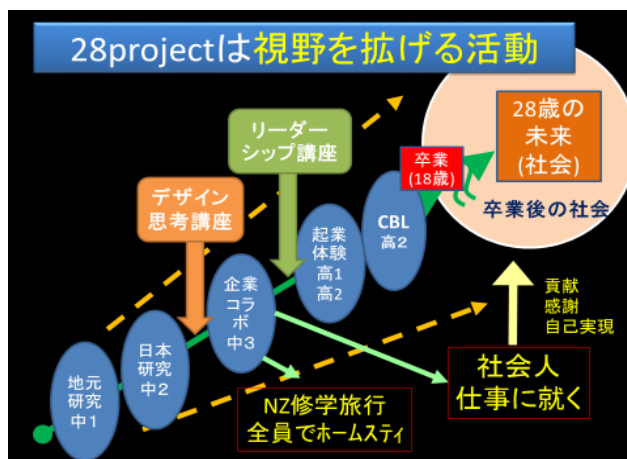 28projectは視野を拡げる活動
リーダー
シップ講座
デザイン
思考講座
28歳の
未来
(社会)
卒業
(18歳)
卒業後の社会
CBL
高2
起業
体験
高1
高2
企業
コラ
ボ
中3
日本
研究
中2
地元
研究
中1
貢献
感謝
自己実現
社会人
仕事に就く
NZ修学旅行
全員でホームスティ